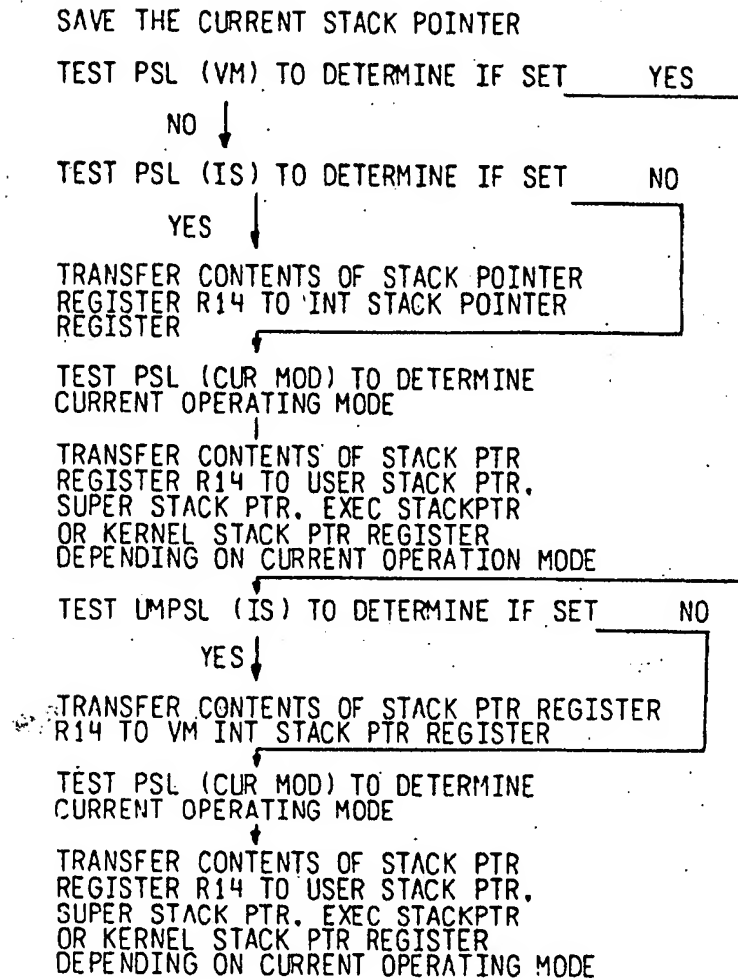 SAVE THE CURRENT STACK POINTER
TEST PSL (VM) TO DETERMINE IF SET YES
NO
TEST PSL (IS) TO DETERMINE IF SET NO
YES
TRANSFER CONTENTS OF STACK POINTER
REGISTER R14 TO INT STACK POINTER
REGISTER
TEST PSL (CUR MOD) TO DETERMINE
CURRENT OPERATING MODE
TRANSFER CONTENTS OF STACK PTR
REGISTER R14 TO USER STACK PTR,
SUPER STACK PTR. EXEC STACKPTR
OR KERNEL STACK PTR REGISTER
DEPENDING ON CURRENT OPERATION MODE
TEST UMPSL (IS) TO DETERMINE IF SET NO
YES
TRANSFER CONTENTS OF STACK PTR REGISTER
R14 TO VM INT STACK PTR REGISTER
TEST PSL (CUR MOD) TO DETERMINE
CURRENT OPERATING MODE
TRANSFER CONTENTS OF STACK PTR
REGISTER R14 TO USER STACK PTR,
SUPER STACK PTR. EXEC STACKPTR
OR KERNEL STACK PTR REGISTER
DEPENDING ON CURRENT OPERATING MODE